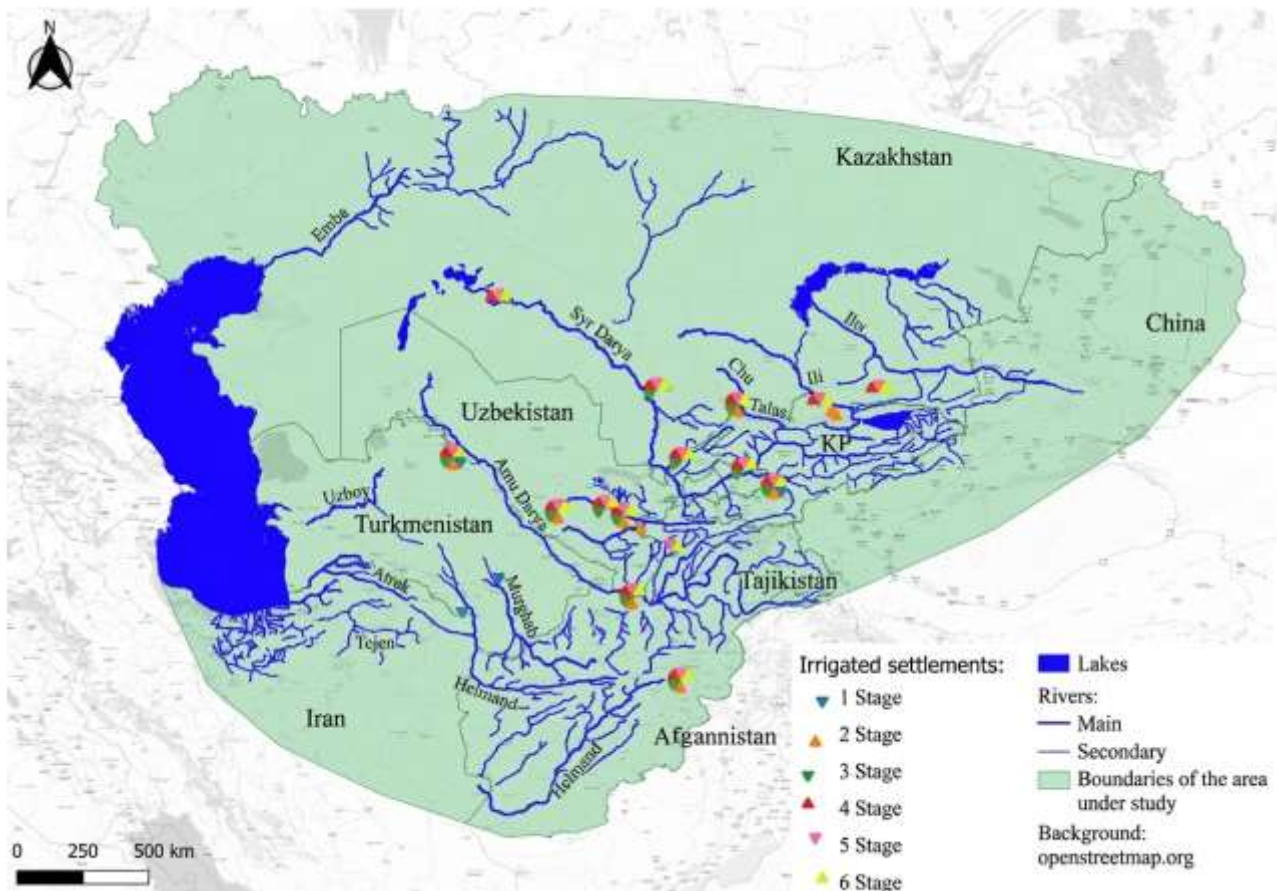 N
Kazakhstan
Emba
China
Syr Darya
Iloi
Chu
Ili
Talas
Uzbekistan
KP
Amu Darya
Uzboy
Turkmenistan
Atrek
Murghab
Tajikistan
Tejen
Helmand
Iran
Helmand
Afgannistan
Irrigated settlements:
1 Stage
2 Stage
3 Stage
4 Stage
5 Stage
6 Stage
Lakes
Rivers:
Main
Secondary
Boundaries of the area
under study
Background:
openstreetmap.org
0 250 500 km